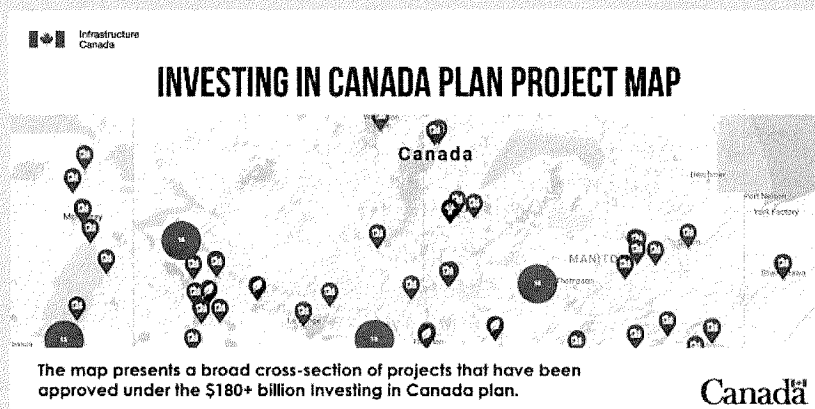 Infrastructure
Canada
INVESTING IN CANADA PLAN PROJECT MAP
Canada
Port Nelson
York Factory
MANITO
Thompson
The map presents a broad cross-section of projects that have been
approved under the $180+ billion Investing in Canada plan.
Canada